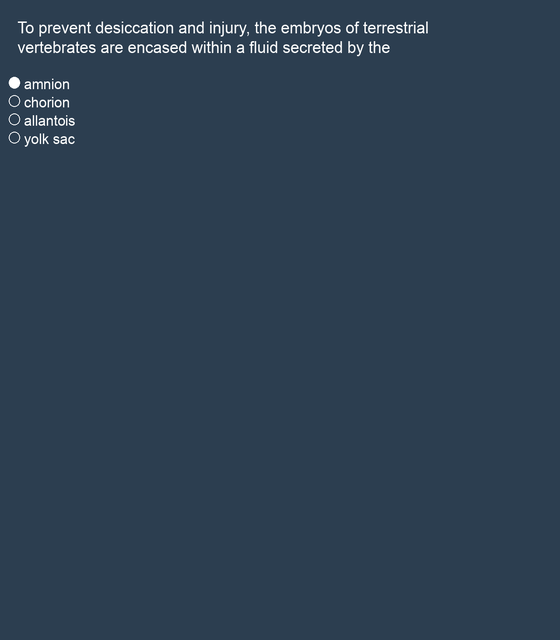 To prevent desiccation and injury, the embryos of terrestrial
vertebrates are encased within a fluid secreted by the
amnion
chorion
allantois
yolk sac